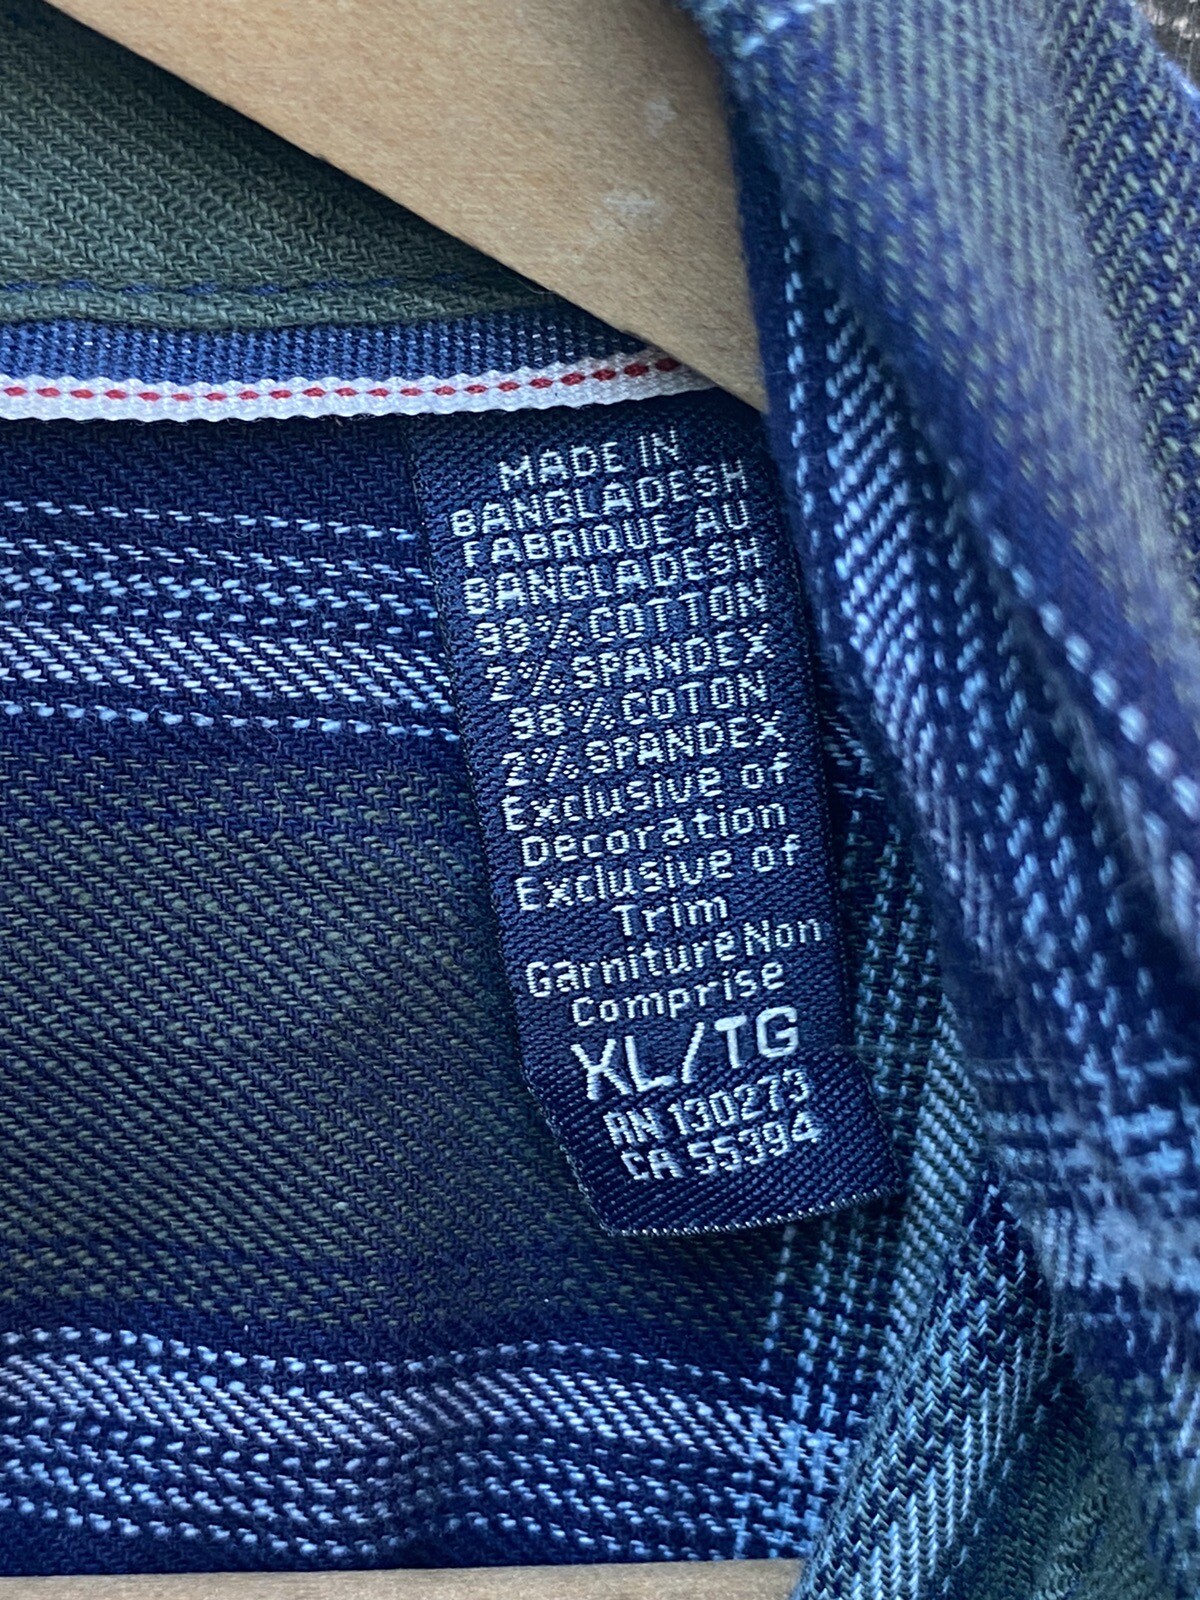 MADE IN
BANGLADESH
FABRIQUE AU
BANGLADESH
98% COTTON
2% SPANDEX
98% COTON
2% SPANDEX
Exclusive of
Decoration
Exclusive of
Trim
Garniture Non
Comprise
XL/TG
RN 130273
CA 55394